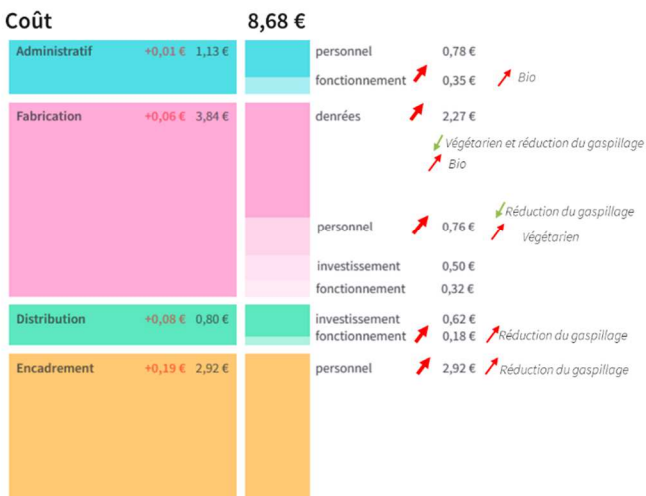 Coût 8,68 €
Administratif +0,01 € 1,13 € personnel 0,78 €
fonctionnement 0,35 € Bio
Fabrication +0,06 € 3,84 € denrées 2,27 €
Végétarien et réduction du gaspillage
Bio
Réduction du gaspillage
personnel 0,76 €
Végétarien
investissement 0,50 €
fonctionnement 0,32 €
Distribution +0,08 € 0,80 € investissement 0,62 €
fonctionnement 0,18 € Réduction du gaspillage
Encadrement +0,19 € 2,92 € personnel 2,92 € Réduction du gaspillage